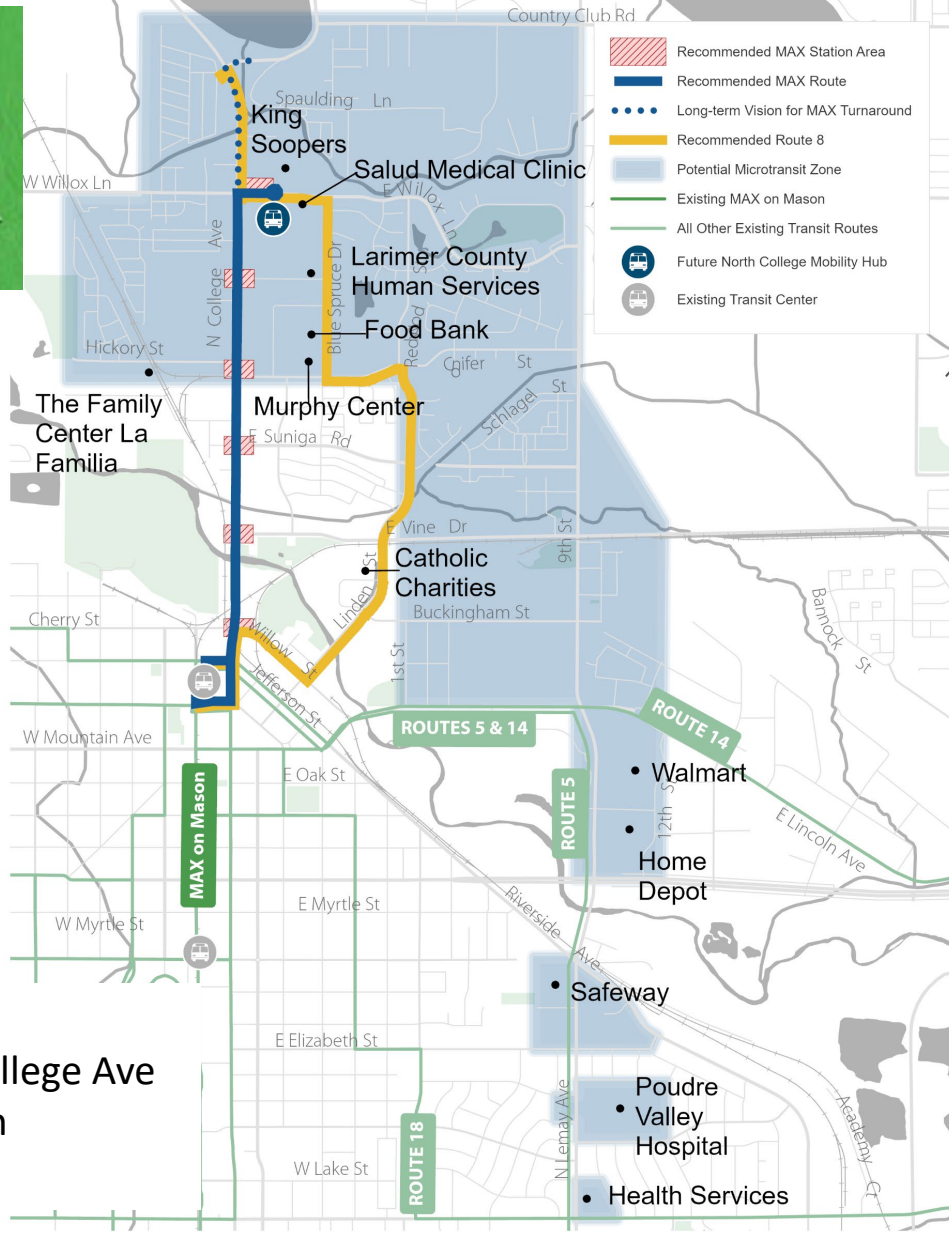 Country Club Rd
Recommended MAX Station Area
Recommended MAX Route
Long-term Vision for MAX Turnaround
Recommended Route 8
Potential Microtransit Zone
Existing MAX on Mason
All Other Existing Transit Routes
Future North College Mobility Hub
Existing Transit Center
Spaulding Ln
King
Soopers
Salud Medical Clinic
W Willox Ln
E Willox Ln
N College Ave
Larimer County
Human Services
Blue Spruce Dr
Food Bank
Hickory St
Conifer St
The Family
Center La
Familia
Murphy Center
E Suniga Rd
Schlagel St
E Vine Dr
9th St
Catholic
Charities
Linden St
Buckingham St
Bannock St
Cherry St
Willow St
1st St
Jefferson St
W Mountain Ave
ROUTES 5 & 14
ROUTE 14
E Oak St
MAX on Mason
ROUTE 5
Walmart
12th St
E Lincoln Ave
Home
Depot
E Myrtle St
W Myrtle St
Riverside Ave
Safeway
E Elizabeth St
llege Ave
Poudre
Valley
Hospital
N Lemay Ave
Academy Ct
ROUTE 18
W Lake St
Health Services